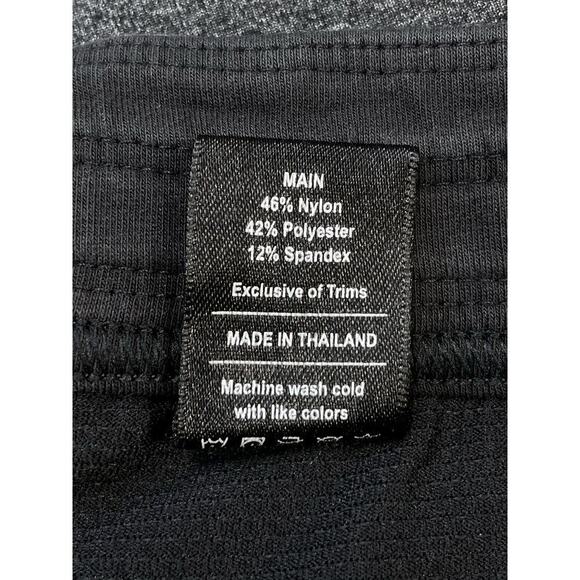 MAIN
46% Nylon
42% Polyester
12% Spandex
Exclusive of Trims
MADE IN THAILAND
Machine wash cold
with like colors